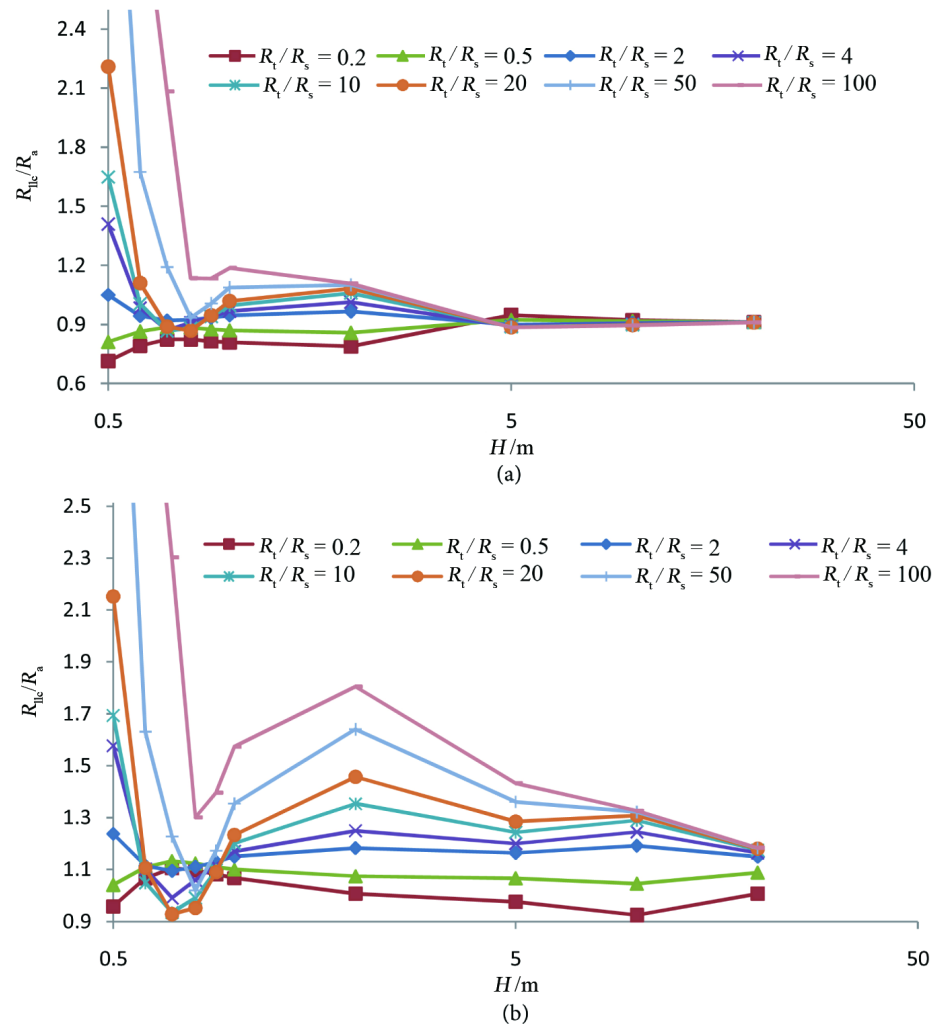 (a)
R_llc/R_a
2.4
2.1
1.8
1.5
1.2
0.9
0.6
R_t/R_s = 0.2 R_t/R_s = 0.5 R_t/R_s = 2 R_t/R_s = 4
R_t/R_s = 10 R_t/R_s = 20 R_t/R_s = 50 R_t/R_s = 100
0.5 5 50
H/m
(a)
R_llc/R_a
2.5
2.3
2.1
1.9
1.7
1.5
1.3
1.1
0.9
R_t/R_s = 0.2 R_t/R_s = 0.5 R_t/R_s = 2 R_t/R_s = 4
R_t/R_s = 10 R_t/R_s = 20 R_t/R_s = 50 R_t/R_s = 100
0.5 5 50
H/m
(b)